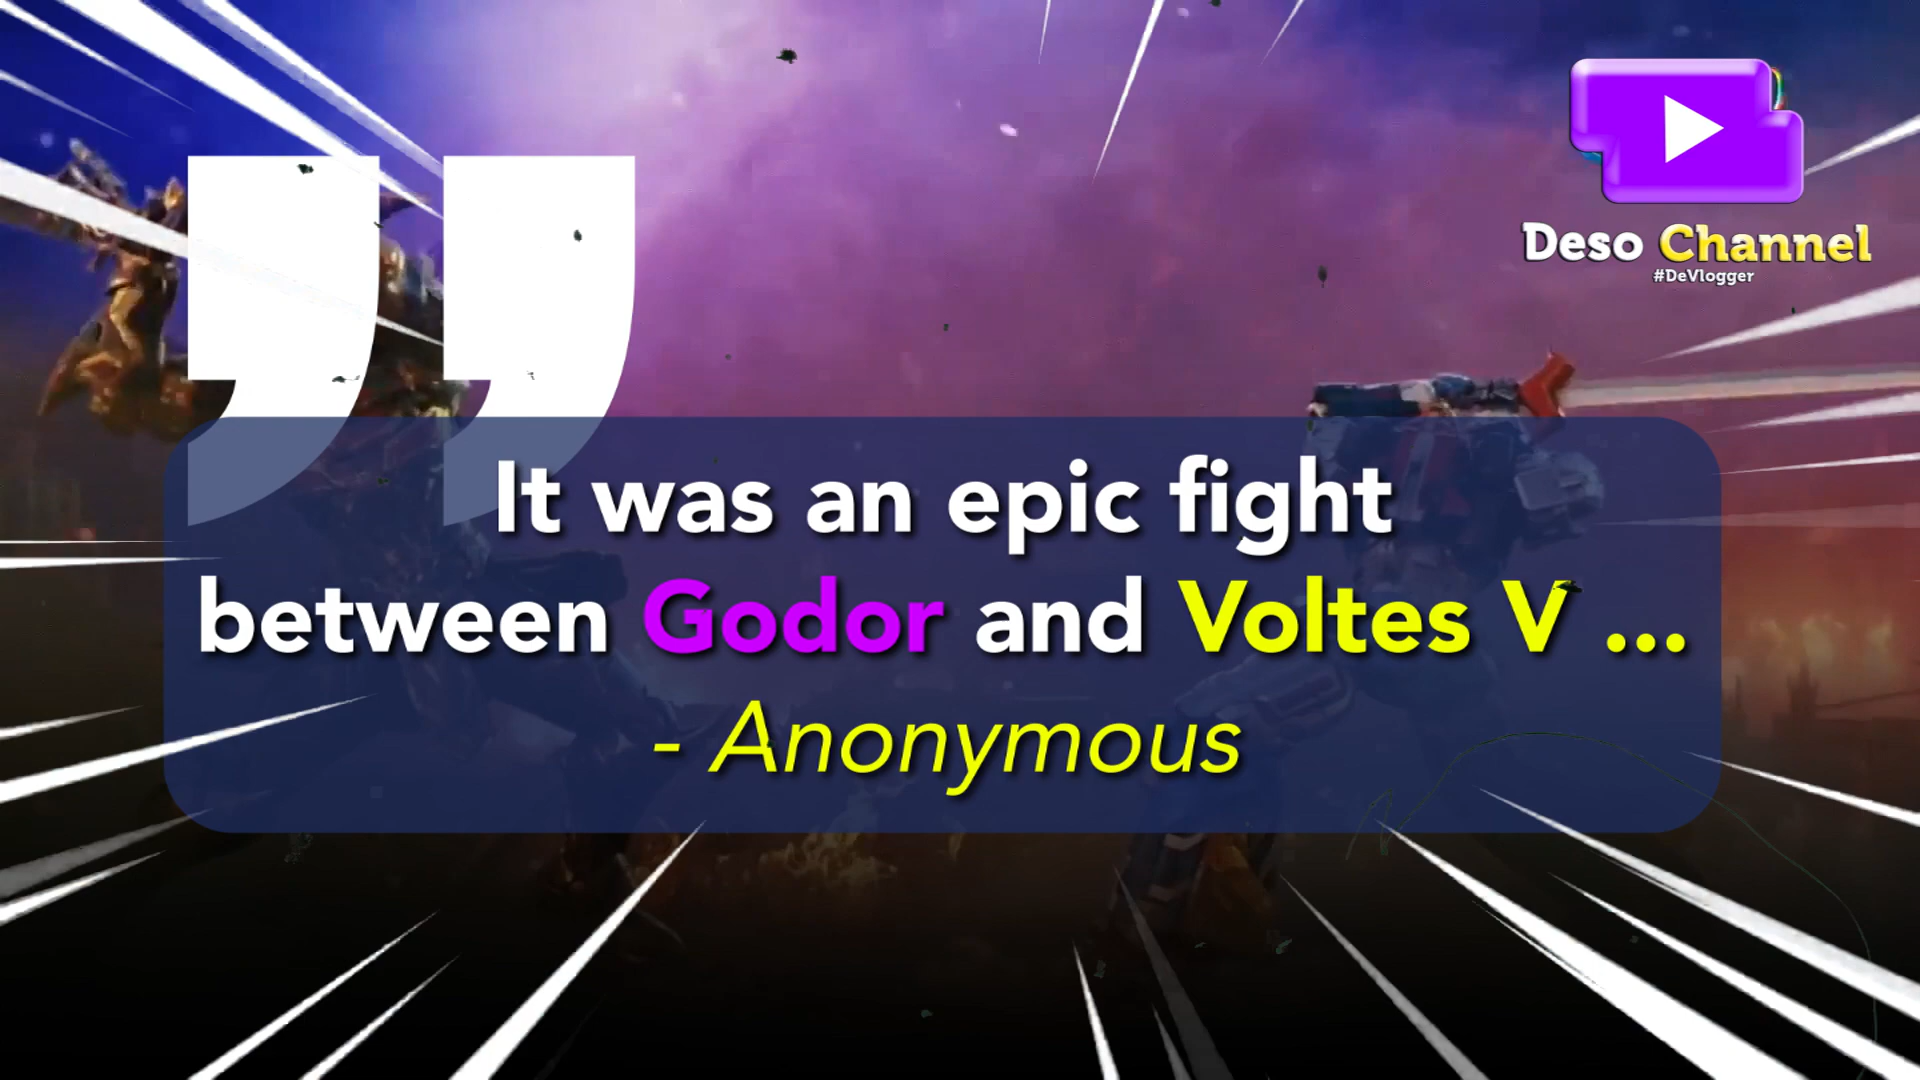 Deso Channel
#DeVlogger
”
It was an epic fight
between Godor and Voltes V ...
- Anonymous